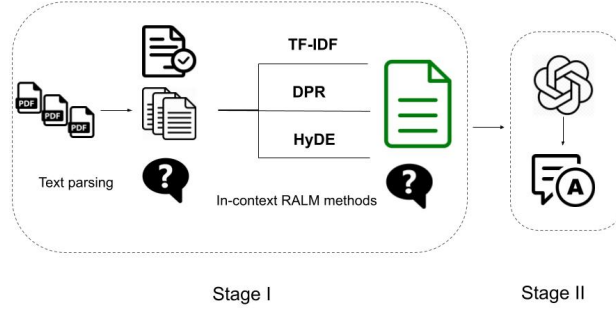 TF-IDF
DPR
HyDE
PDF
PDF
PDF
?
?
Text parsing
In-context RALM methods
A
Stage I
Stage II